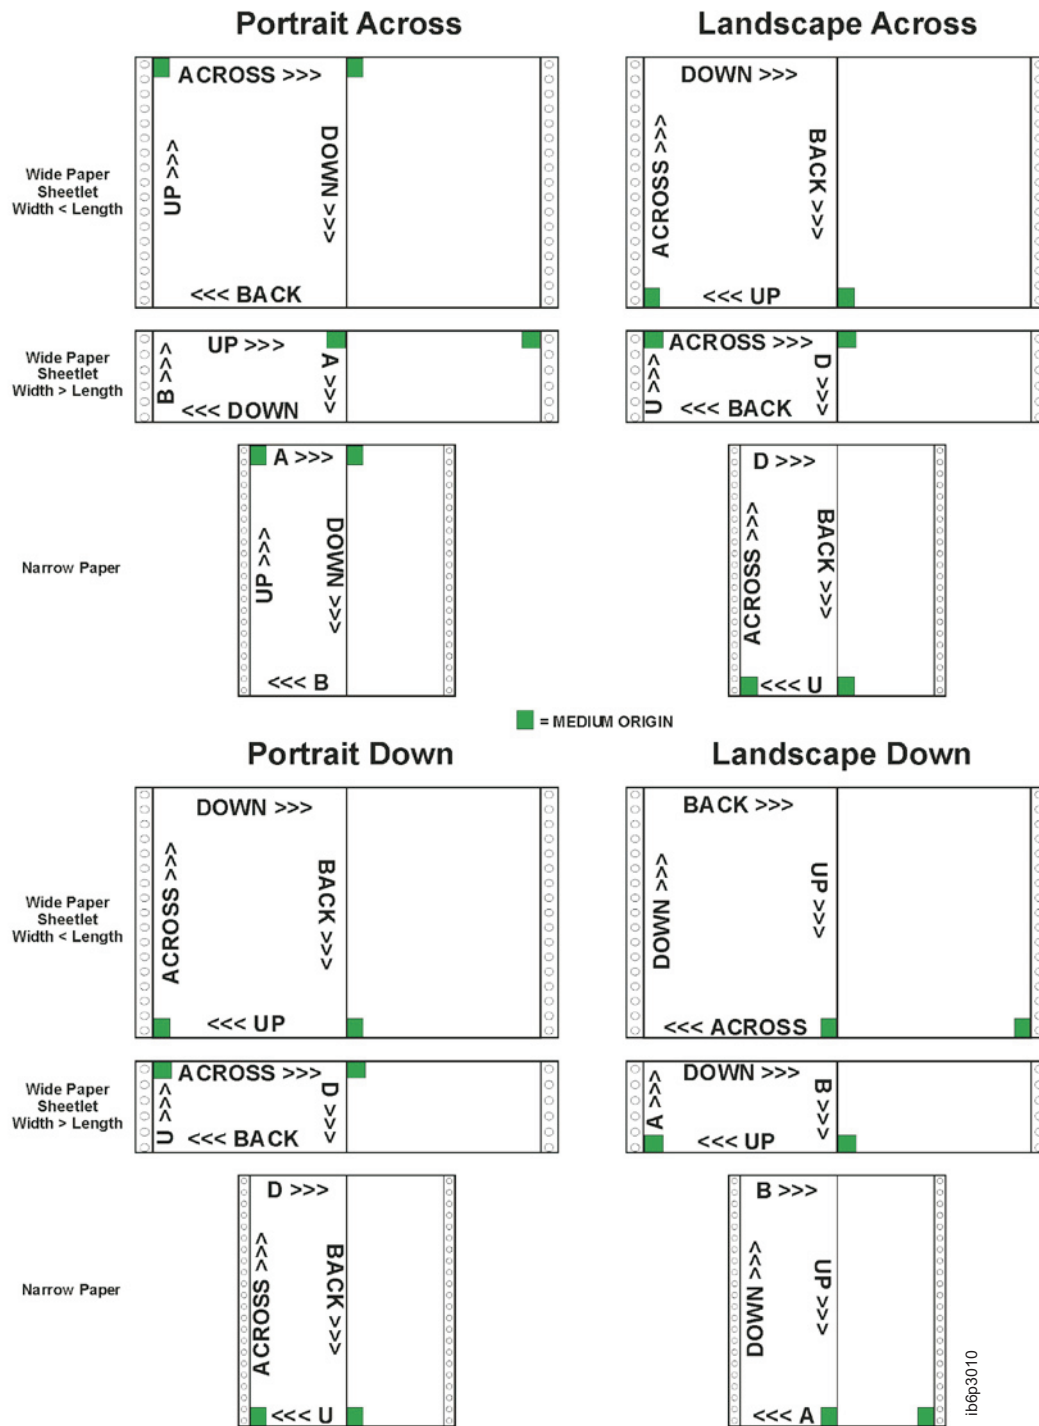 Portrait Across
Landscape Across
Wide Paper
Sheetlet
Width < Length
ACROSS >>>
UP >>>
DOWN >>>
<<< BACK
DOWN >>>
ACROSS >>>
BACK >>>
<<< UP
Wide Paper
Sheetlet
Width > Length
UP >>>
B >>>
A >>>
<<< DOWN
ACROSS >>>
U >>>
D >>>
<<< BACK
Narrow Paper
A >>>
UP >>>
DOWN >>>
<<< B
D >>>
ACROSS >>>
BACK >>>
<<< U
= MEDIUM ORIGIN
Portrait Down
Landscape Down
Wide Paper
Sheetlet
Width < Length
DOWN >>>
ACROSS >>>
BACK >>>
<<< UP
BACK >>>
DOWN >>>
UP >>>
<<< ACROSS
Wide Paper
Sheetlet
Width > Length
ACROSS >>>
U >>>
D >>>
<<< BACK
DOWN >>>
A >>>
B >>>
<<< UP
Narrow Paper
D >>>
ACROSS >>>
BACK >>>
<<< U
B >>>
DOWN >>>
UP >>>
<<< A
ib6p3010